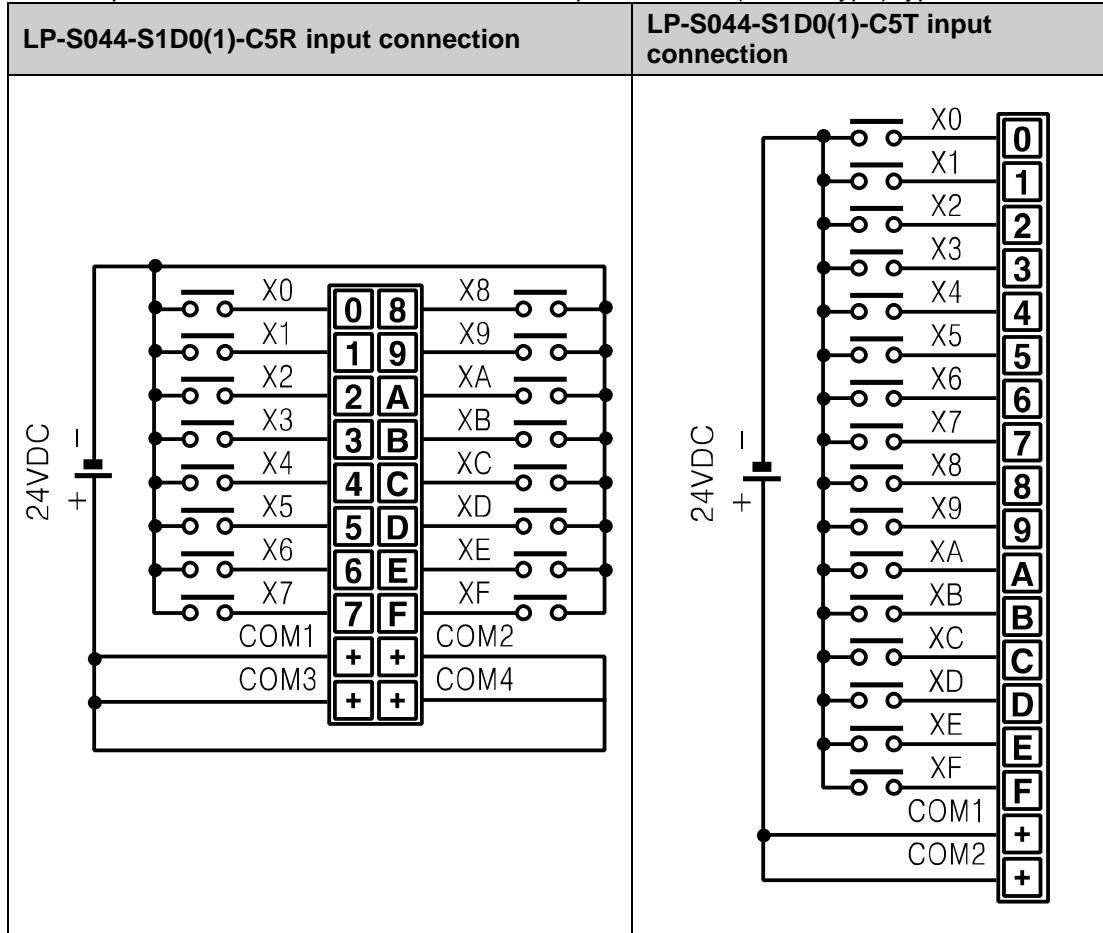 LP-S044-S1D0(1)-C5R input connection
LP-S044-S1D0(1)-C5T input
connection
24VDC
−
+
X0 0 8 X8
X1 1 9 X9
X2 2 A XA
X3 3 B XB
X4 4 C XC
X5 5 D XD
X6 6 E XE
X7 7 F XF
COM1 + + COM2
COM3 + + COM4
24VDC
−
+
X0 0
X1 1
X2 2
X3 3
X4 4
X5 5
X6 6
X7 7
X8 8
X9 9
XA A
XB B
XC C
XD D
XE E
XF F
COM1 +
COM2 +